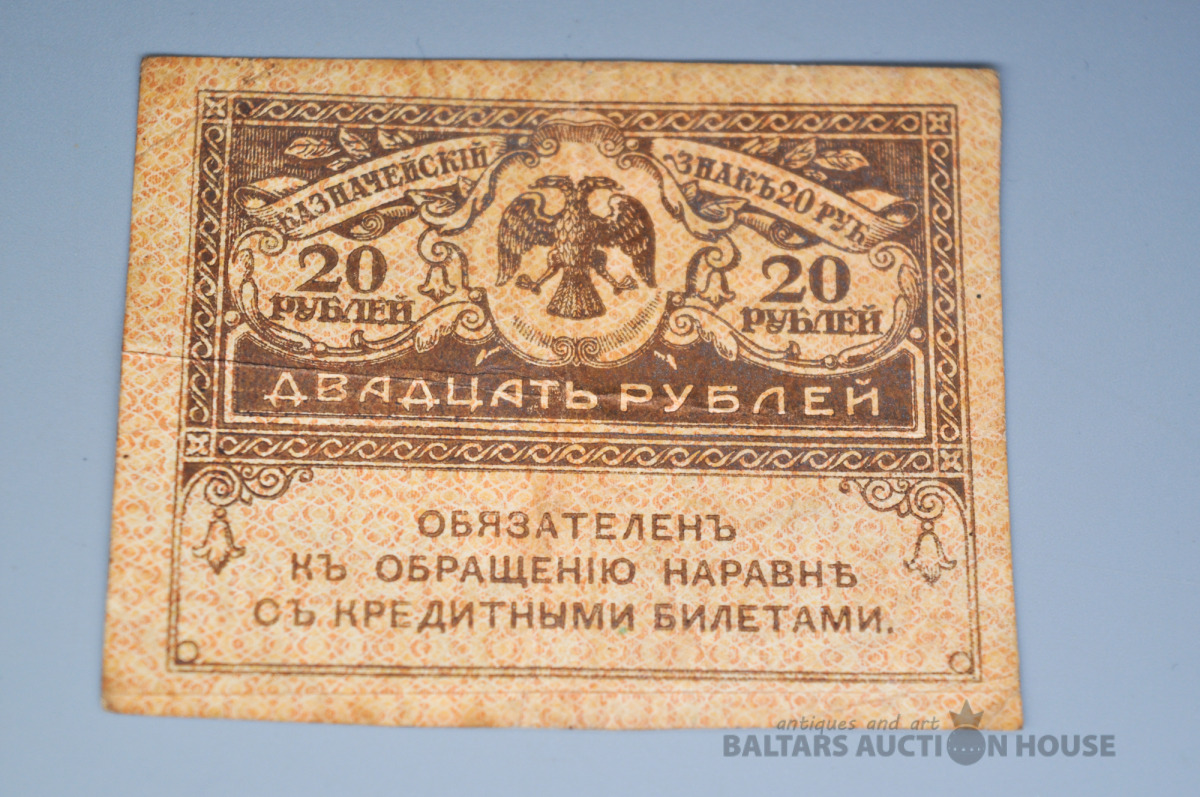 КАЗНАЧЕЙСКІЙ ЗНАКЪ 20 РУБ
20 20
РУБЛЕЙ РУБЛЕЙ
ДВАДЦАТЬ РУБЛЕЙ
ОБЯЗАТЕЛЕНЪ
КЪ ОБРАЩЕНІЮ НАРАВНѢ
СЪ КРЕДИТНЫМИ БИЛЕТАМИ.
antiques and art
BALTARS AUCTION HOUSE